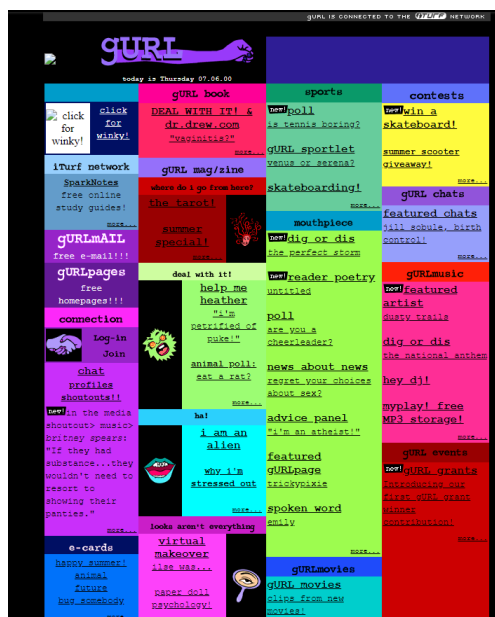 gURL IS CONNECTED TO THE iTURF NETWORK
gURL
today is Thursday 07.06.00
click
for
winky!
click
for
winky!
iTurf network
SparkNotes
free online
study guides!
gURLmAIL
free e-mail!!!
gURLpages
free
homepages!!!
connection
Log-in
Join
chat
profiles
shoutouts!!
new!in the media
shoutcast> music>
britney spears:
"If they had
substance...they
wouldn't need to
resort to
showing their
panties."
more...
e-cards
happy summer!
animal
future
bug somebody
more...
gURL book
DEAL WITH IT! &
dr.drew.com
"vaginitis?"
more...
gURL mag/zine
where do i go from here?
the tarut!
summer
special!
more...
deal with it!
help me
heather
"i'm
petrified of
puke!"
animal poll:
eat a rat?
more...
ha!
i am an
alien
why i'm
stressed out
more...
looks aren't everything
virtual
makeover
ilse was...
paper doll
psychology!
sports
new!poll
is tennis boring?
gURL sportlet
venus or serena?
skateboarding!
more...
mouthpiece
new!dig or dis
the perfect storm
new!reader poetry
untitled
poll
are you a
cheerleader?
news about news
regret your choices
about sex?
advice panel
"i'm an atheist!"
featured
gURLpage
trickypixie
spoken word
emily
more...
gURLmovies
gURL movies
clips from new
movies!
contests
new!win a
skateboard!
summer scooter
giveaway!
more...
gURL chats
featured chats
jill sobule, birth
control!
more...
gURLmusic
new!featured
artist
dusty trails
dig or dis
the national anthem
hey dj!
myplay! free
MP3 storage!
more...
gURL events
new!gURL grants
Introducing our
first gURL grant
winner
contribution!
more...